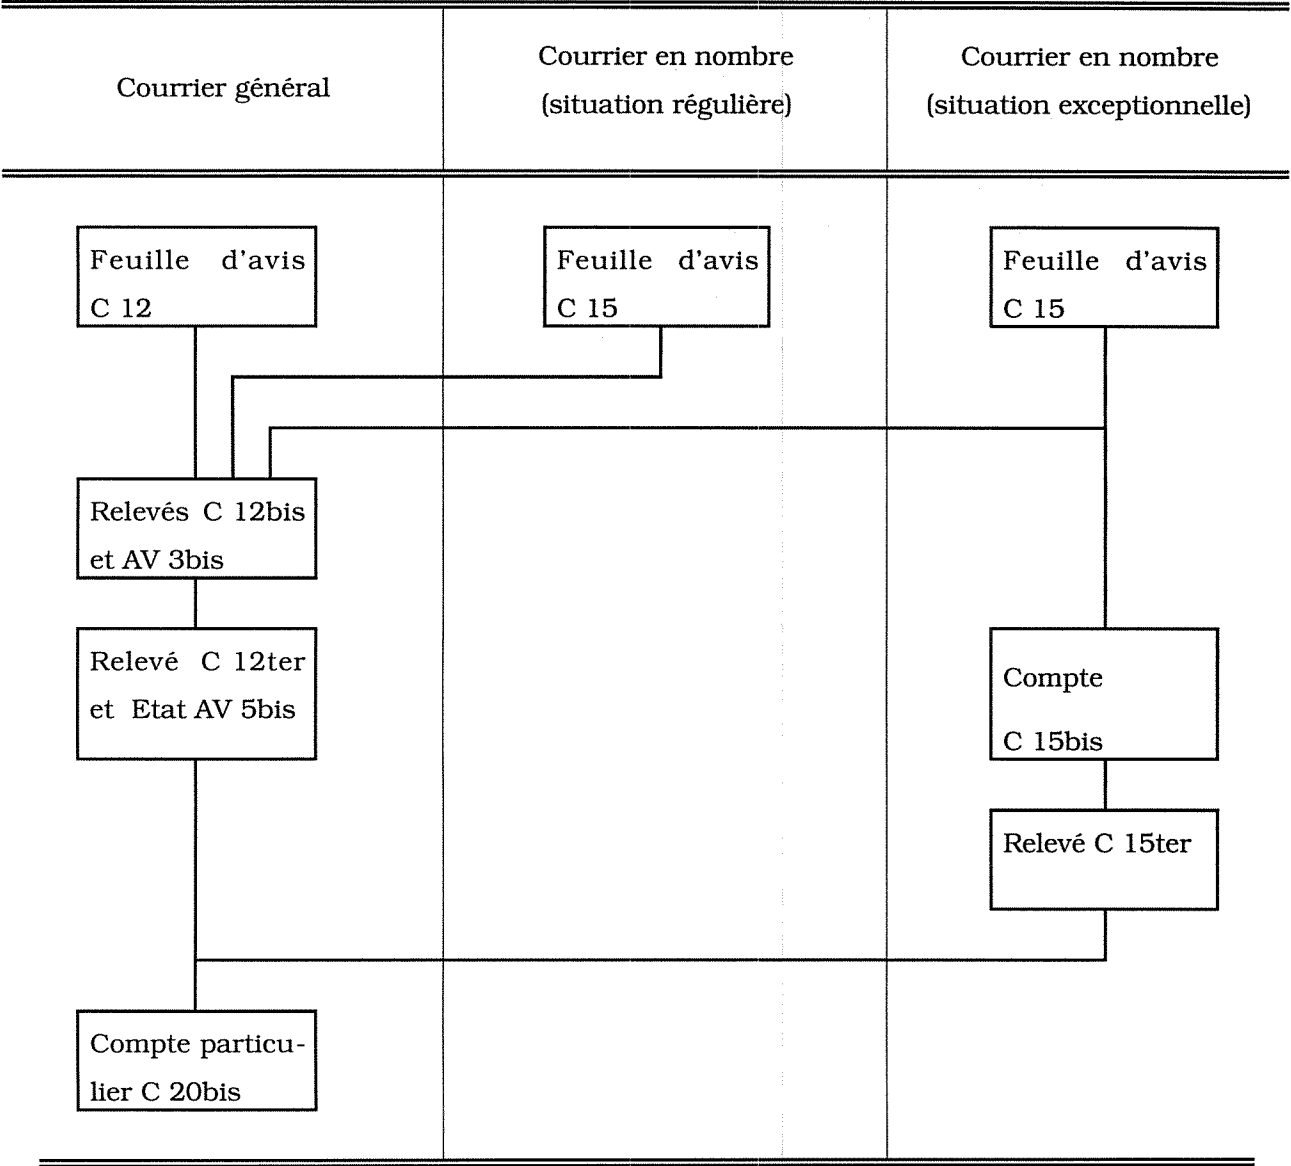 Courrier général
Courrier en nombre
(situation régulière)
Courrier en nombre
(situation exceptionnelle)
Feuille d'avis
C 12
Feuille d'avis
C 15
Feuille d'avis
C 15
Relevés C 12bis
et AV 3bis
Relevé C 12ter
et Etat AV 5bis
Compte
C 15bis
Relevé C 15ter
Compte particu-
lier C 20bis